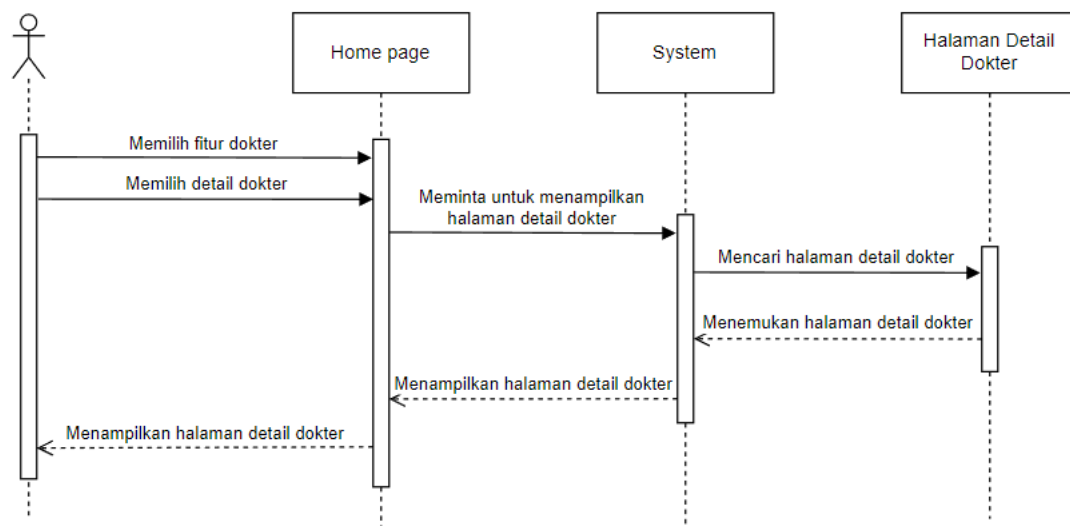 Home page
System
Halaman Detail
Dokter
Memilih fitur dokter
Memilih detail dokter
Meminta untuk menampilkan
halaman detail dokter
Mencari halaman detail dokter
Menemukan halaman detail dokter
Menampilkan halaman detail dokter
Menampilkan halaman detail dokter